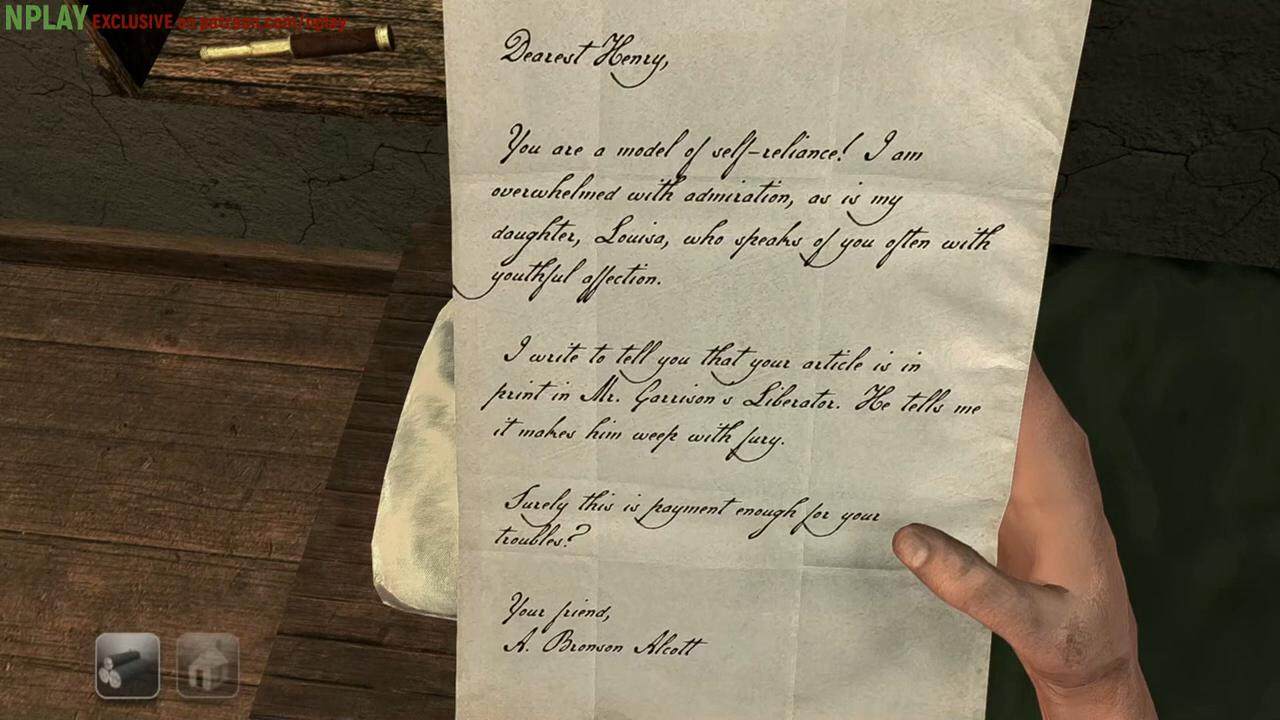 NPLAY EXCLUSIVE on patreon.com/nplay
Dearest Henry,
You are a model of self-reliance! I am
overwhelmed with admiration, as is my
daughter, Louisa, who speaks of you often with
youthful affection.
I write to tell you that your article is in
print in Mr. Garrison's Liberator. He tells me
it makes him weep with fury.
Surely this is payment enough for your
troubles?
Your friend,
A. Bronson Alcott